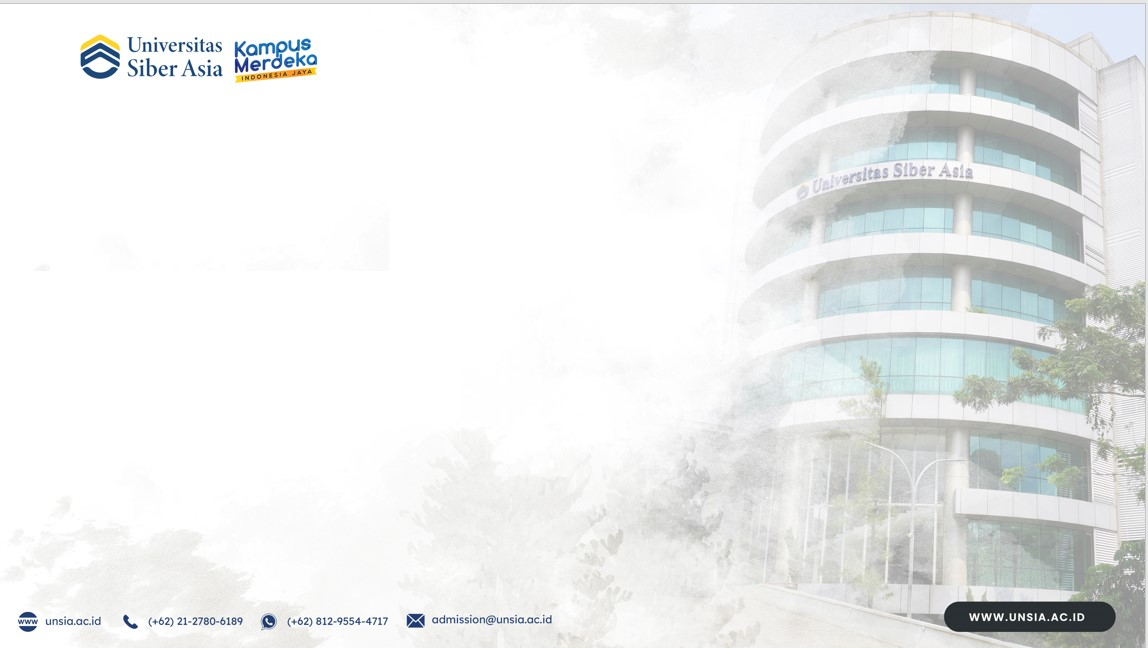 Universitas
Siber Asia
Kampus
Merdeka
INDONESIA JAYA
Universitas Siber Asia
www
unsia.ac.id
(+62) 21-2780-6189
(+62) 812-9554-4717
admission@unsia.ac.id
WWW.UNSIA.AC.ID